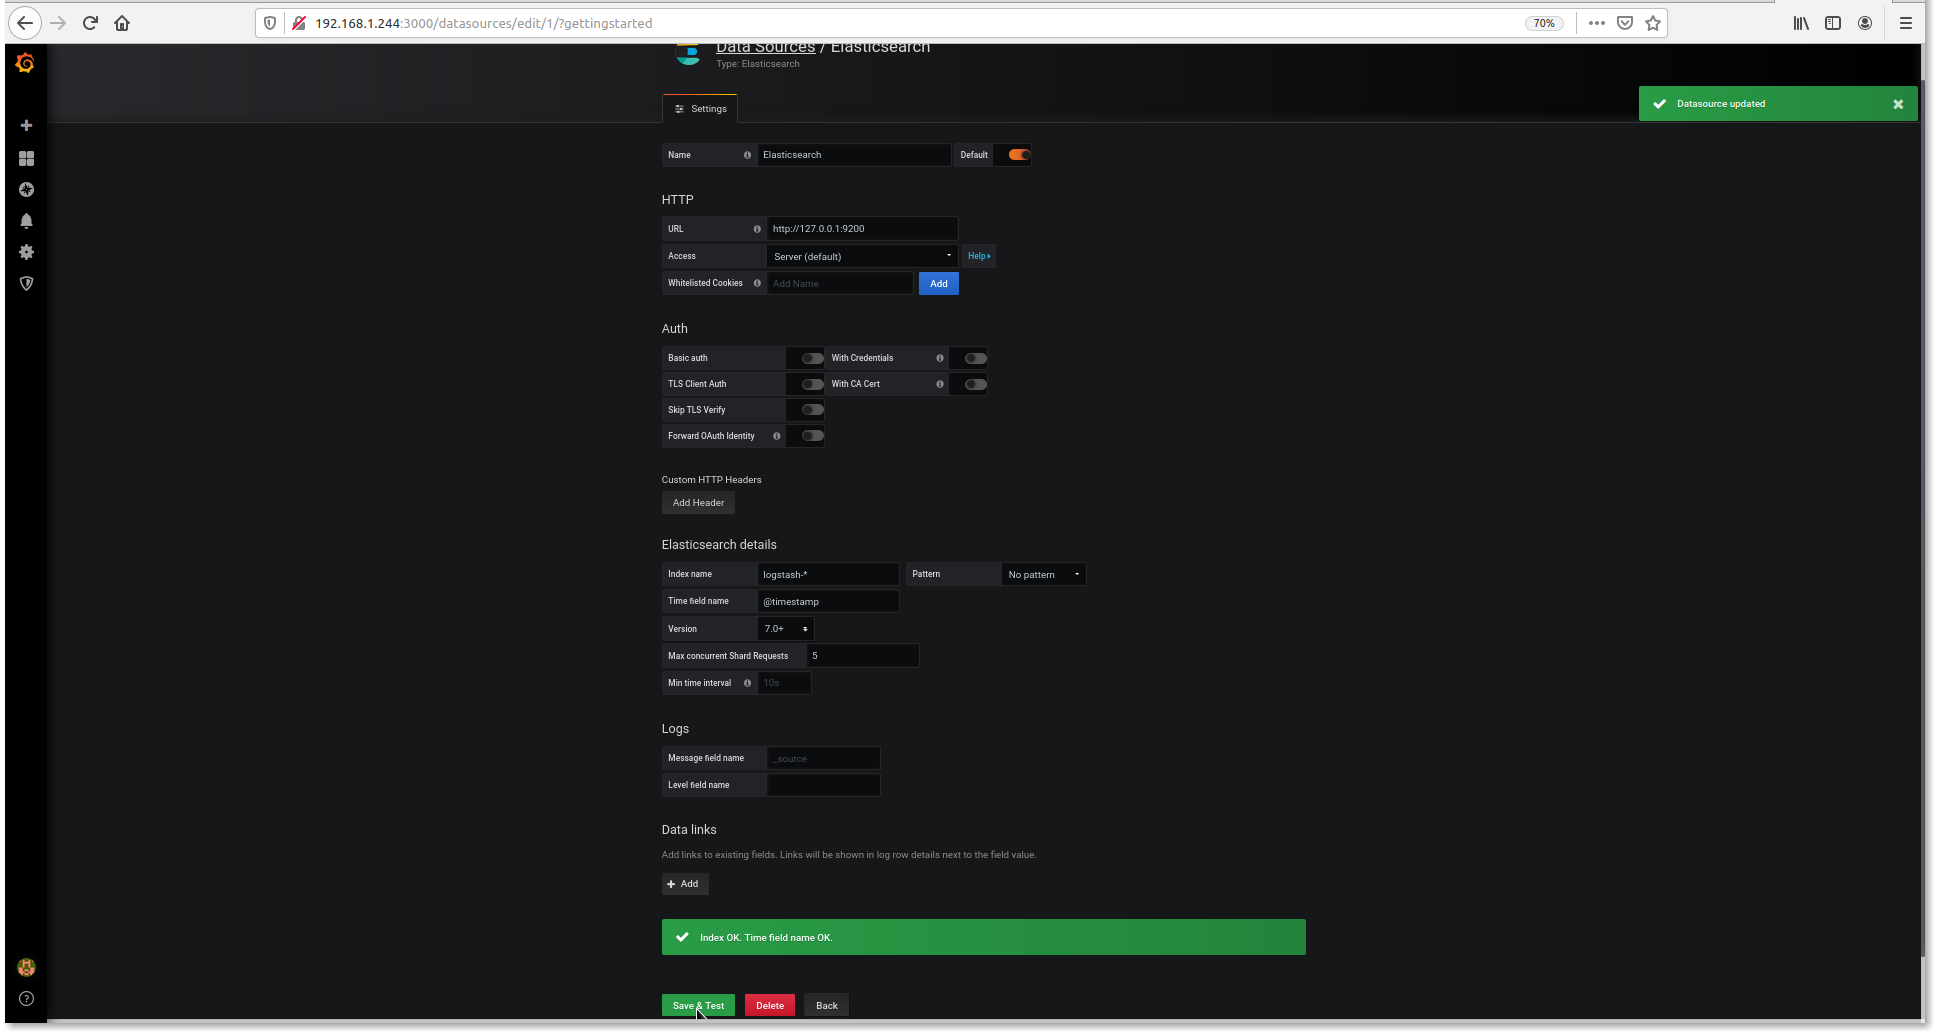 192.168.1.244:3000/datasources/edit/1/?gettingstarted
70%
Data Sources / Elasticsearch
Type: Elasticsearch
Settings
Datasource updated
Name
Elasticsearch
Default
HTTP
URL
http://127.0.0.1:9200
Access
Server (default)
Help
Whitelisted Cookies
Add Name
Add
Auth
Basic auth
With Credentials
TLS Client Auth
With CA Cert
Skip TLS Verify
Forward OAuth Identity
Custom HTTP Headers
Add Header
Elasticsearch details
Index name
logstash-*
Pattern
No pattern
Time field name
@timestamp
Version
7.0+
Max concurrent Shard Requests
5
Min time interval
10s
Logs
Message field name
_source
Level field name
Data links
Add links to existing fields. Links will be shown in log row details next to the field value.
+ Add
Index OK. Time field name OK.
Save & Test
Delete
Back